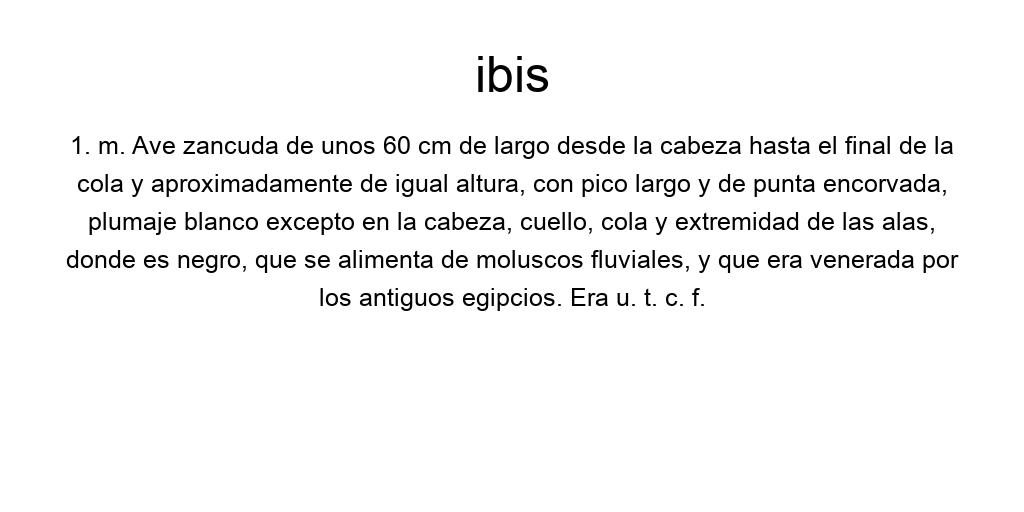 ibis
1. m. Ave zancuda de unos 60 cm de largo desde la cabeza hasta el final de la
cola y aproximadamente de igual altura, con pico largo y de punta encorvada,
plumaje blanco excepto en la cabeza, cuello, cola y extremidad de las alas,
donde es negro, que se alimenta de moluscos fluviales, y que era venerada por
los antiguos egipcios. Era u. t. c. f.